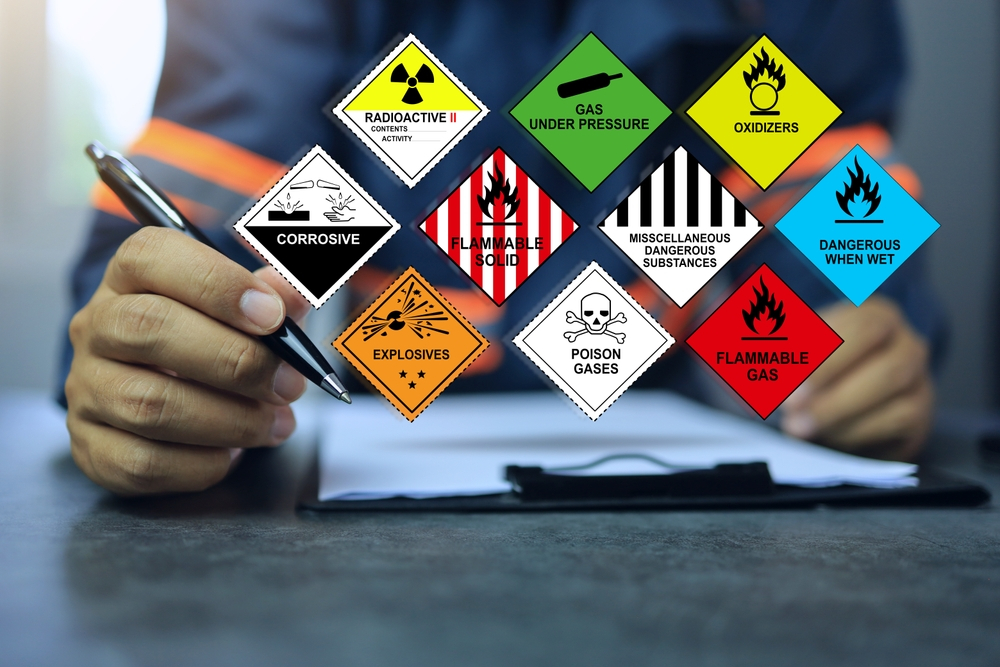 RADIOACTIVE II
CONTENTS
ACTIVITY
GAS
UNDER PRESSURE
OXIDIZERS
CORROSIVE
FLAMMABLE
SOLID
MISSCELLANEOUS
DANGEROUS
SUBSTANCES
DANGEROUS
WHEN WET
EXPLOSIVES
POISON
GASES
FLAMMABLE
GAS